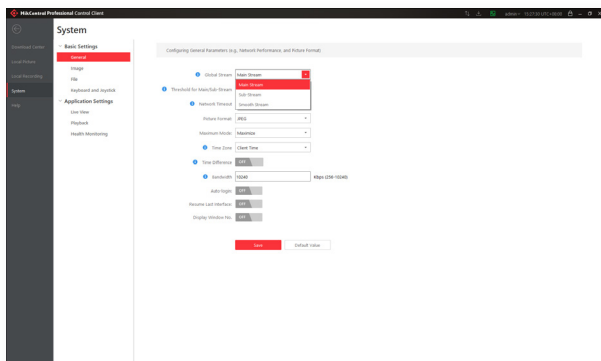 HikControl Professional Control Client
admin
Download Center
Local Picture
Local Recording
System
Help
System
Basic Settings
General
Image
File
Keyboard and Joystick
Application Settings
Live View
Playback
Health Monitoring
Configuring General Parameters (e.g., Network Performance, and Picture Format)
Global Stream Main Stream
Main Stream
Threshold for Main/Sub-Stream Sub-Stream
Network Timeout Smooth Stream
Picture Format JPEG
Maximum Mode Maximize
Time Zone Client Time
Time Difference OFF
Bandwidth 10240 Kbps (256-10240)
Auto-login OFF
Resume Last Interface OFF
Display Window No. OFF
Save Default Value